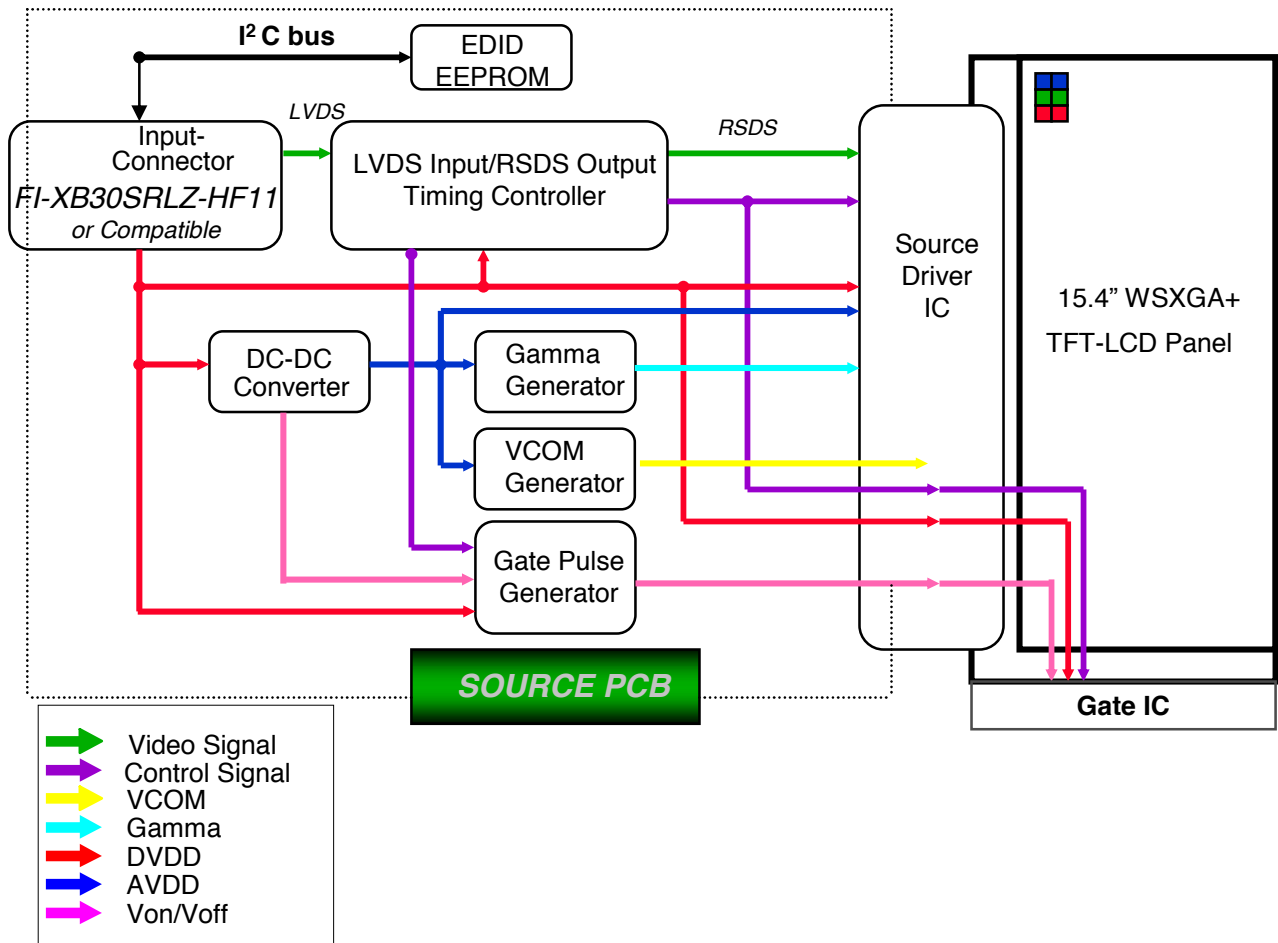 I² C bus
EDID
EEPROM
LVDS
RSDS
Input-
Connector
FI-XB30SRLZ-HF11
or Compatible
LVDS Input/RSDS Output
Timing Controller
Source
Driver
IC
15.4” WSXGA+
TFT-LCD Panel
DC-DC
Converter
Gamma
Generator
VCOM
Generator
Gate Pulse
Generator
SOURCE PCB
Gate IC
Video Signal
Control Signal
VCOM
Gamma
DVDD
AVDD
Von/Voff